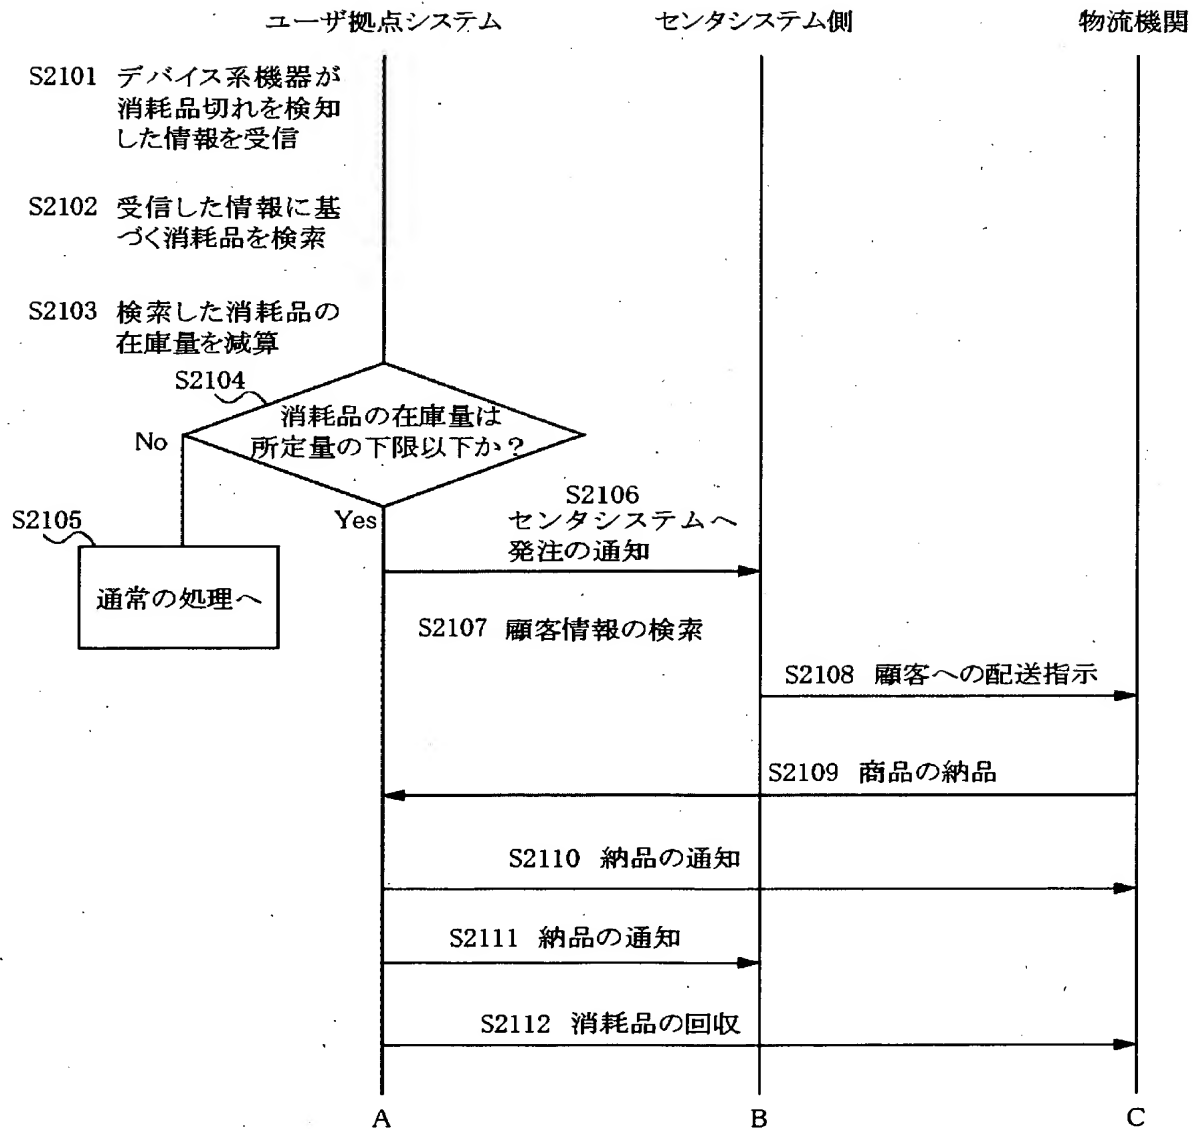 ユーザ拠点システム センタシステム側 物流機関
S2101 デバイス系機器が
消耗品切れを検知
した情報を受信
S2102 受信した情報に基
づく消耗品を検索
S2103 検索した消耗品の
在庫量を減算
S2104
消耗品の在庫量は
所定量の下限以下か?
No
Yes
S2105
通常の処理へ
S2106
センタシステムへ
発注の通知
S2107 顧客情報の検索
S2108 顧客への配送指示
S2109 商品の納品
S2110 納品の通知
S2111 納品の通知
S2112 消耗品の回収
A B C